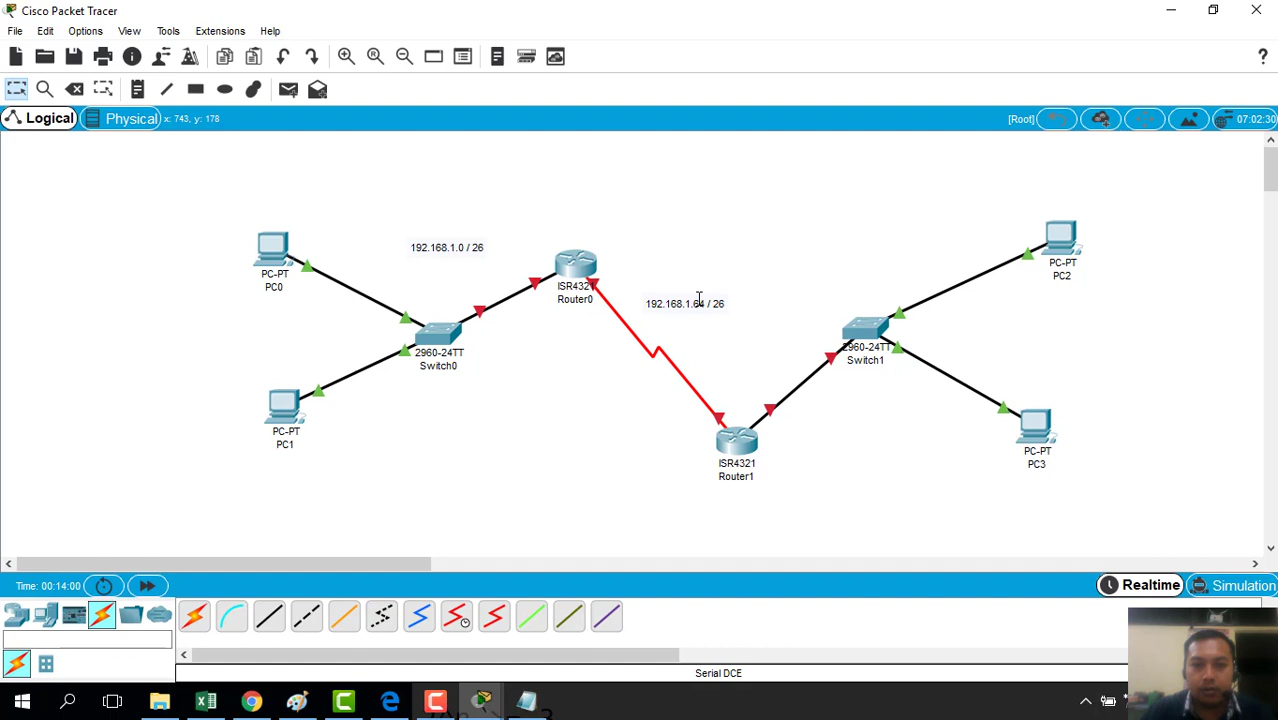 Cisco Packet Tracer
File Edit Options View Tools Extensions Help
Logical Physical x: 743, y: 178 [Root] 07:02:30
192.168.1.0 / 26
PC-PT
PC0
ISR4321
Router0
192.168.1.64 / 26
PC-PT
PC2
2960-24TT
Switch0
2960-24TT
Switch1
PC-PT
PC1
ISR4321
Router1
PC-PT
PC3
Time: 00:14:00 Realtime Simulation
Serial DCE